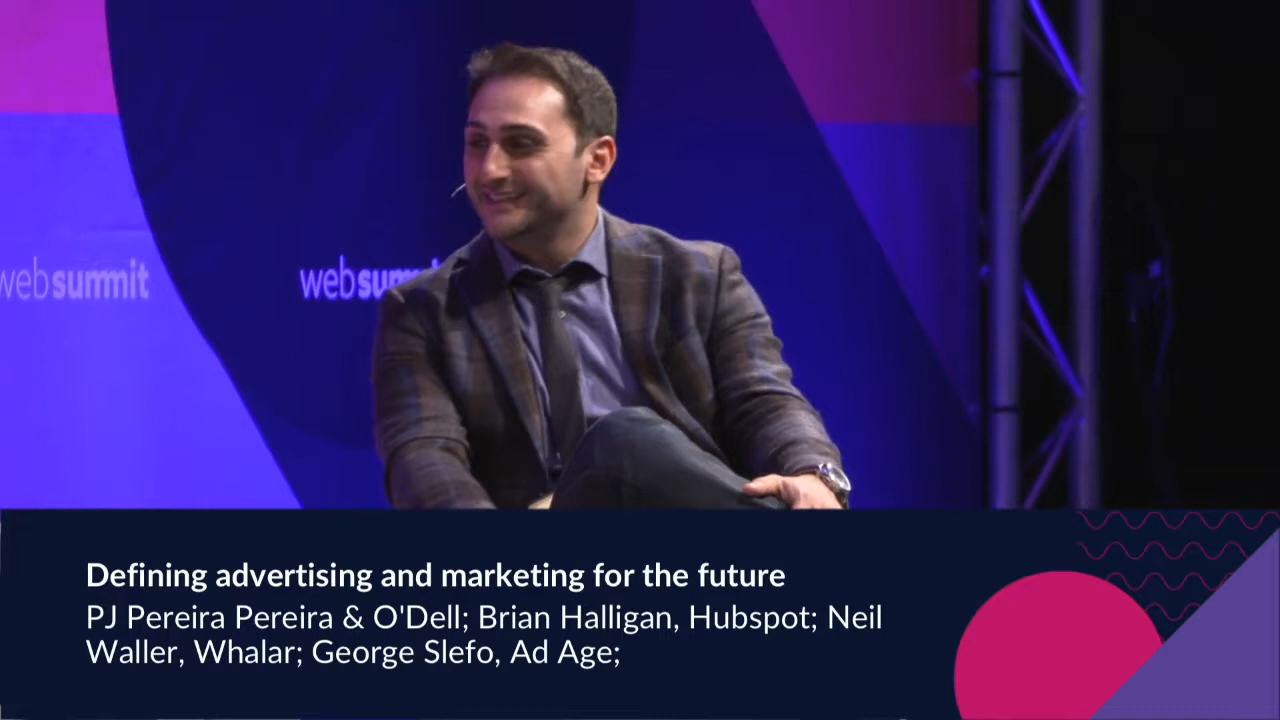 websummit
websummit
Defining advertising and marketing for the future
PJ Pereira Pereira & O'Dell; Brian Halligan, Hubspot; Neil
Waller, Whalar; George Slefo, Ad Age;